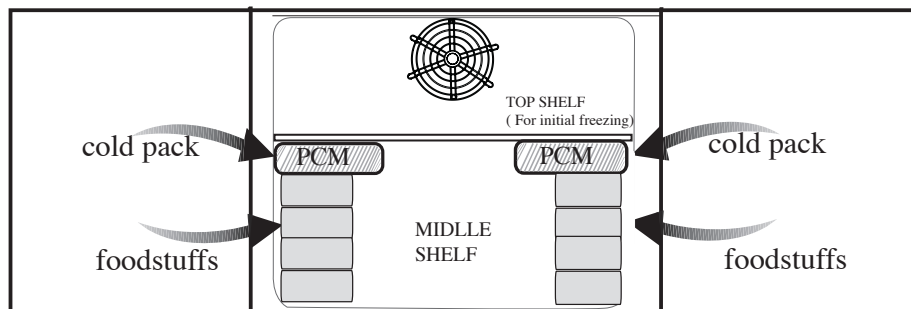 TOP SHELF
( For initial freezing)
cold pack
PCM
PCM
cold pack
MIDLLE
SHELF
foodstuffs
foodstuffs